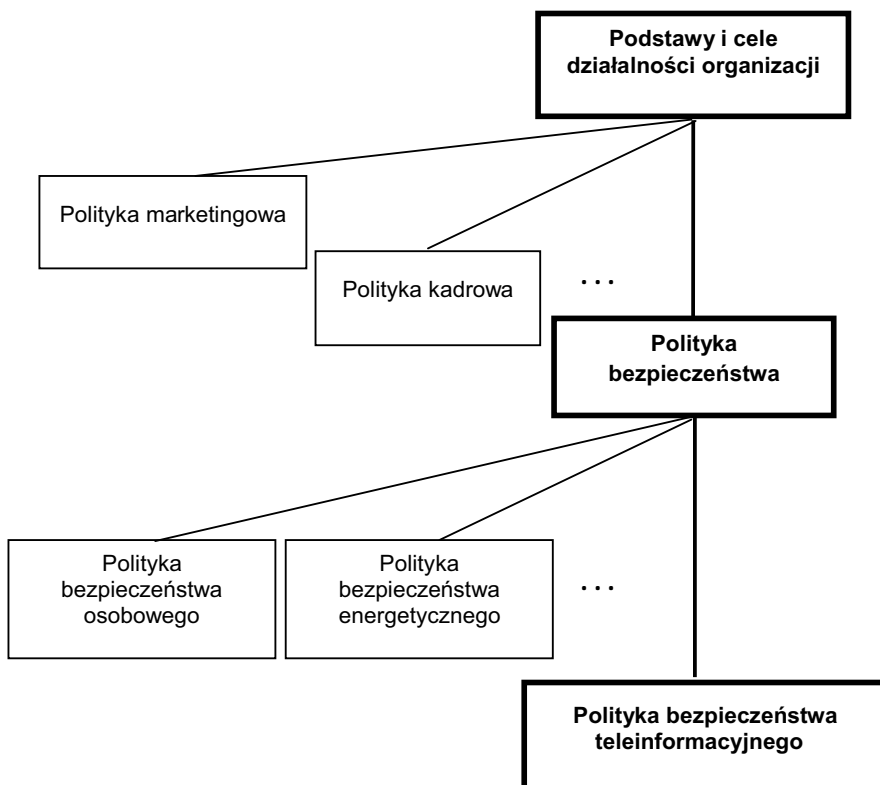 Podstawy i cele
działalności organizacji
Polityka marketingowa
Polityka kadrowa
...
Polityka
bezpieczeństwa
Polityka
bezpieczeństwa
osobowego
Polityka
bezpieczeństwa
energetycznego
...
Polityka bezpieczeństwa
teleinformacyjnego